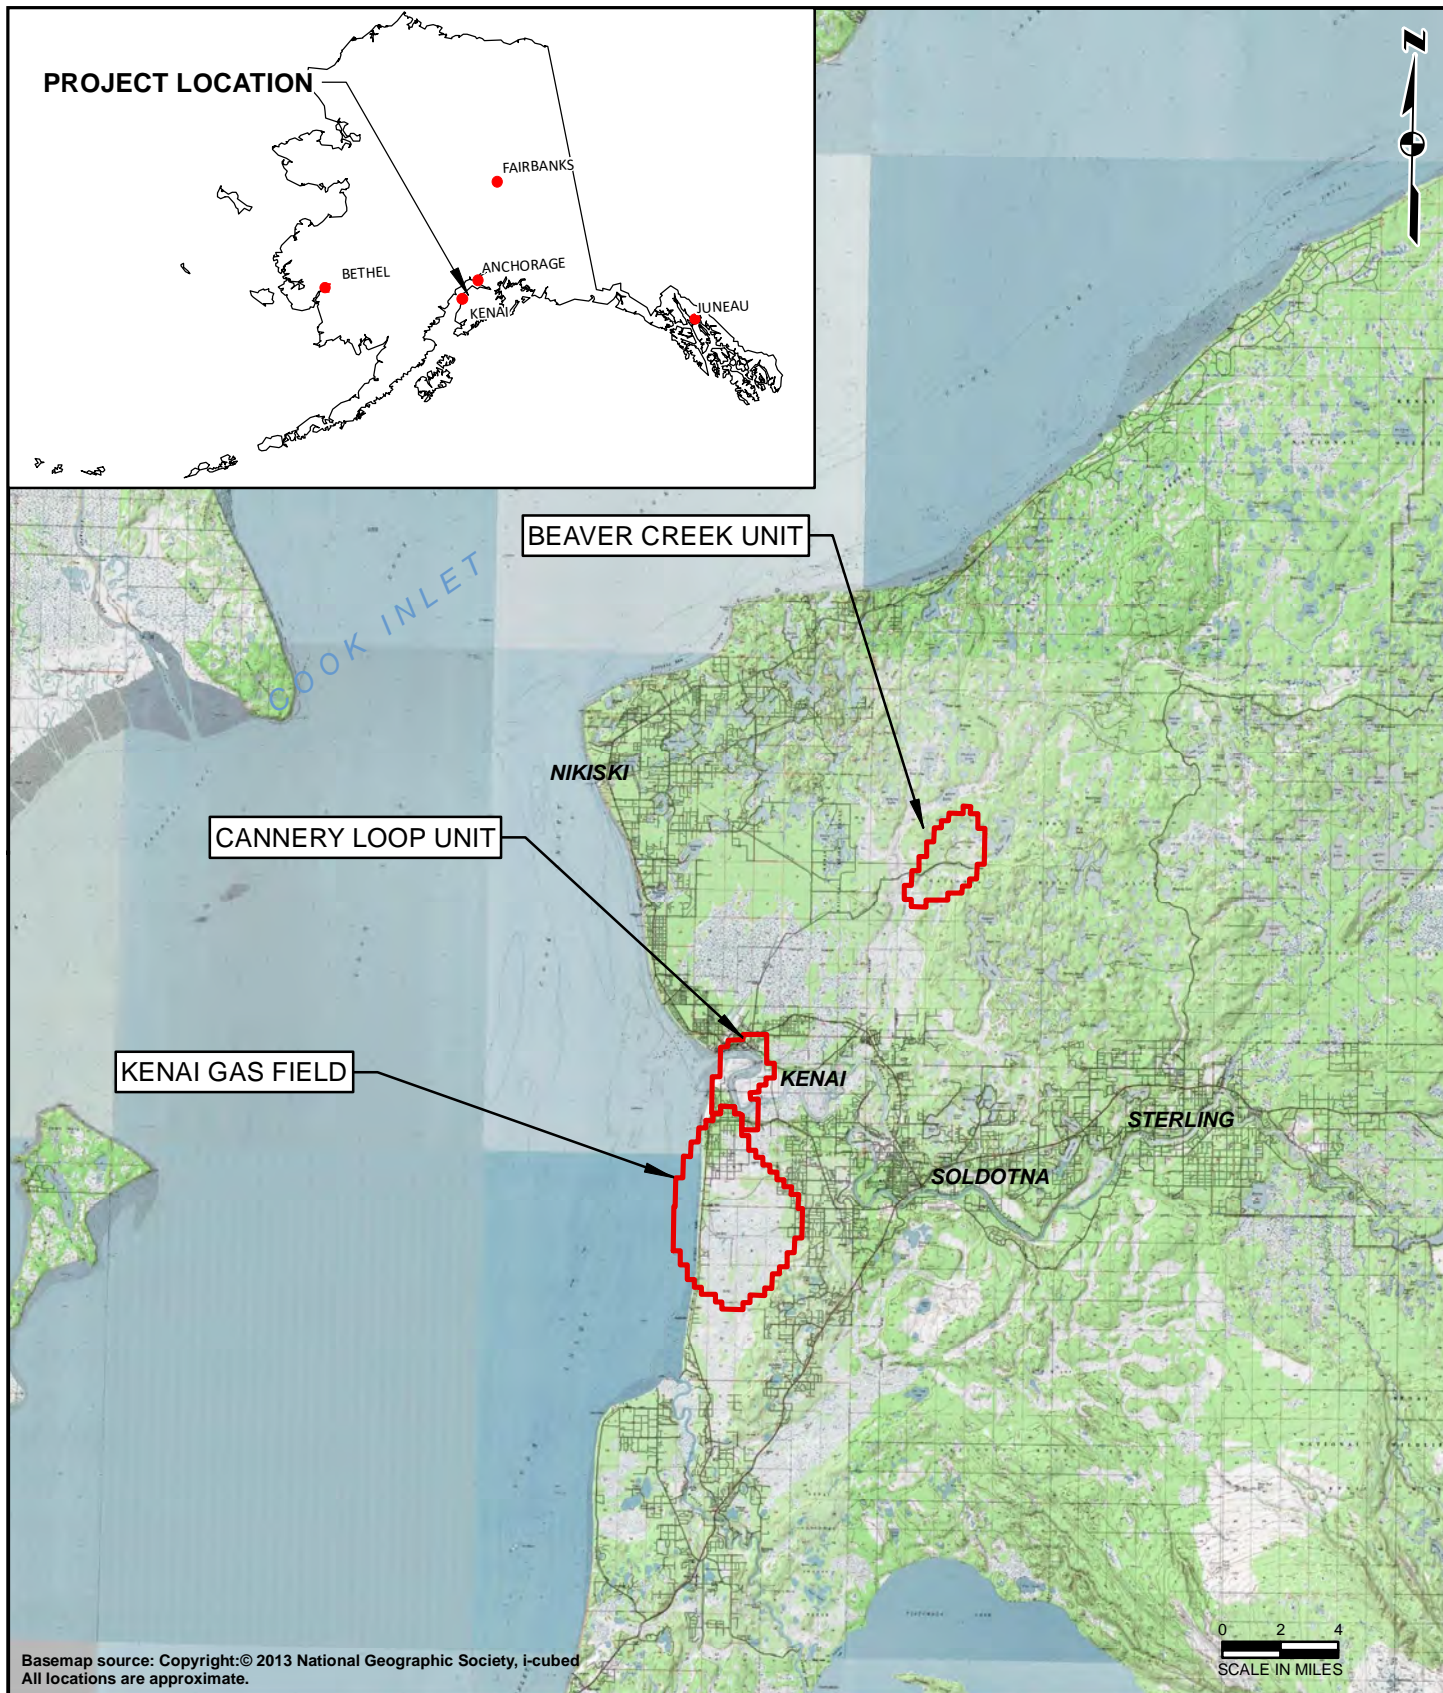 N
PROJECT LOCATION
FAIRBANKS
BETHEL
ANCHORAGE
KENAI
JUNEAU
COOK INLET
BEAVER CREEK UNIT
NIKISKI
CANNERY LOOP UNIT
KENAI GAS FIELD
KENAI
STERLING
SOLDOTNA
0 2 4
SCALE IN MILES
Basemap source: Copyright:© 2013 National Geographic Society, i-cubed
All locations are approximate.